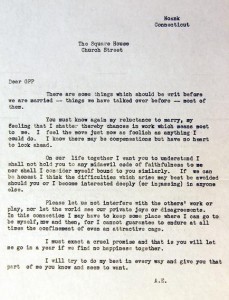 Noank
Connecticut
The Square House
Church Street
Dear GPP
There are some things which should be writ before
we are married -- things we have talked over before -- most of
them.
You must know again my reluctance to marry, my
feeling that I shatter thereby chances in work which means most
to me. I feel the move just now as foolish as anything I
could do. I know there may be compensations but have no heart
to look ahead.
On our life together I want you to understand I
shall not hold you to any midaevil code of faithfulness to me
nor shall I consider myself bound to you similarly. If we can
be honest I think the difficulties which arise may best be avoided
should you or I become interested deeply (or in passing) in anyone
else.
Please let us not interfere with the others' work or
play, nor let the world see our private joys or disagreements.
In this connection I may have to keep some place where I can go to
be myself, now and then, for I cannot guarantee to endure at all
times the confinement of even an attractive cage.
I must exact a cruel promise and that is you will let
me go in a year if we find no happiness together.
I will try to do my best in every way and give you that
part of me you know and seem to want.
A.E.